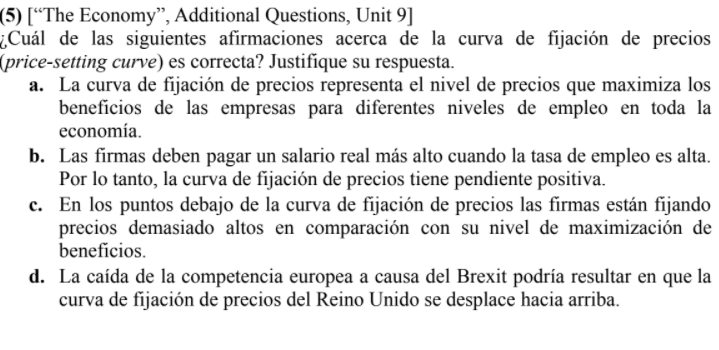 (5) [“The Economy”, Additional Questions, Unit 9]
¿Cuál de las siguientes afirmaciones acerca de la curva de fijación de precios
(price-setting curve) es correcta? Justifique su respuesta.
a. La curva de fijación de precios representa el nivel de precios que maximiza los
beneficios de las empresas para diferentes niveles de empleo en toda la
economía.
b. Las firmas deben pagar un salario real más alto cuando la tasa de empleo es alta.
Por lo tanto, la curva de fijación de precios tiene pendiente positiva.
c. En los puntos debajo de la curva de fijación de precios las firmas están fijando
precios demasiado altos en comparación con su nivel de maximización de
beneficios.
d. La caída de la competencia europea a causa del Brexit podría resultar en que la
curva de fijación de precios del Reino Unido se desplace hacia arriba.